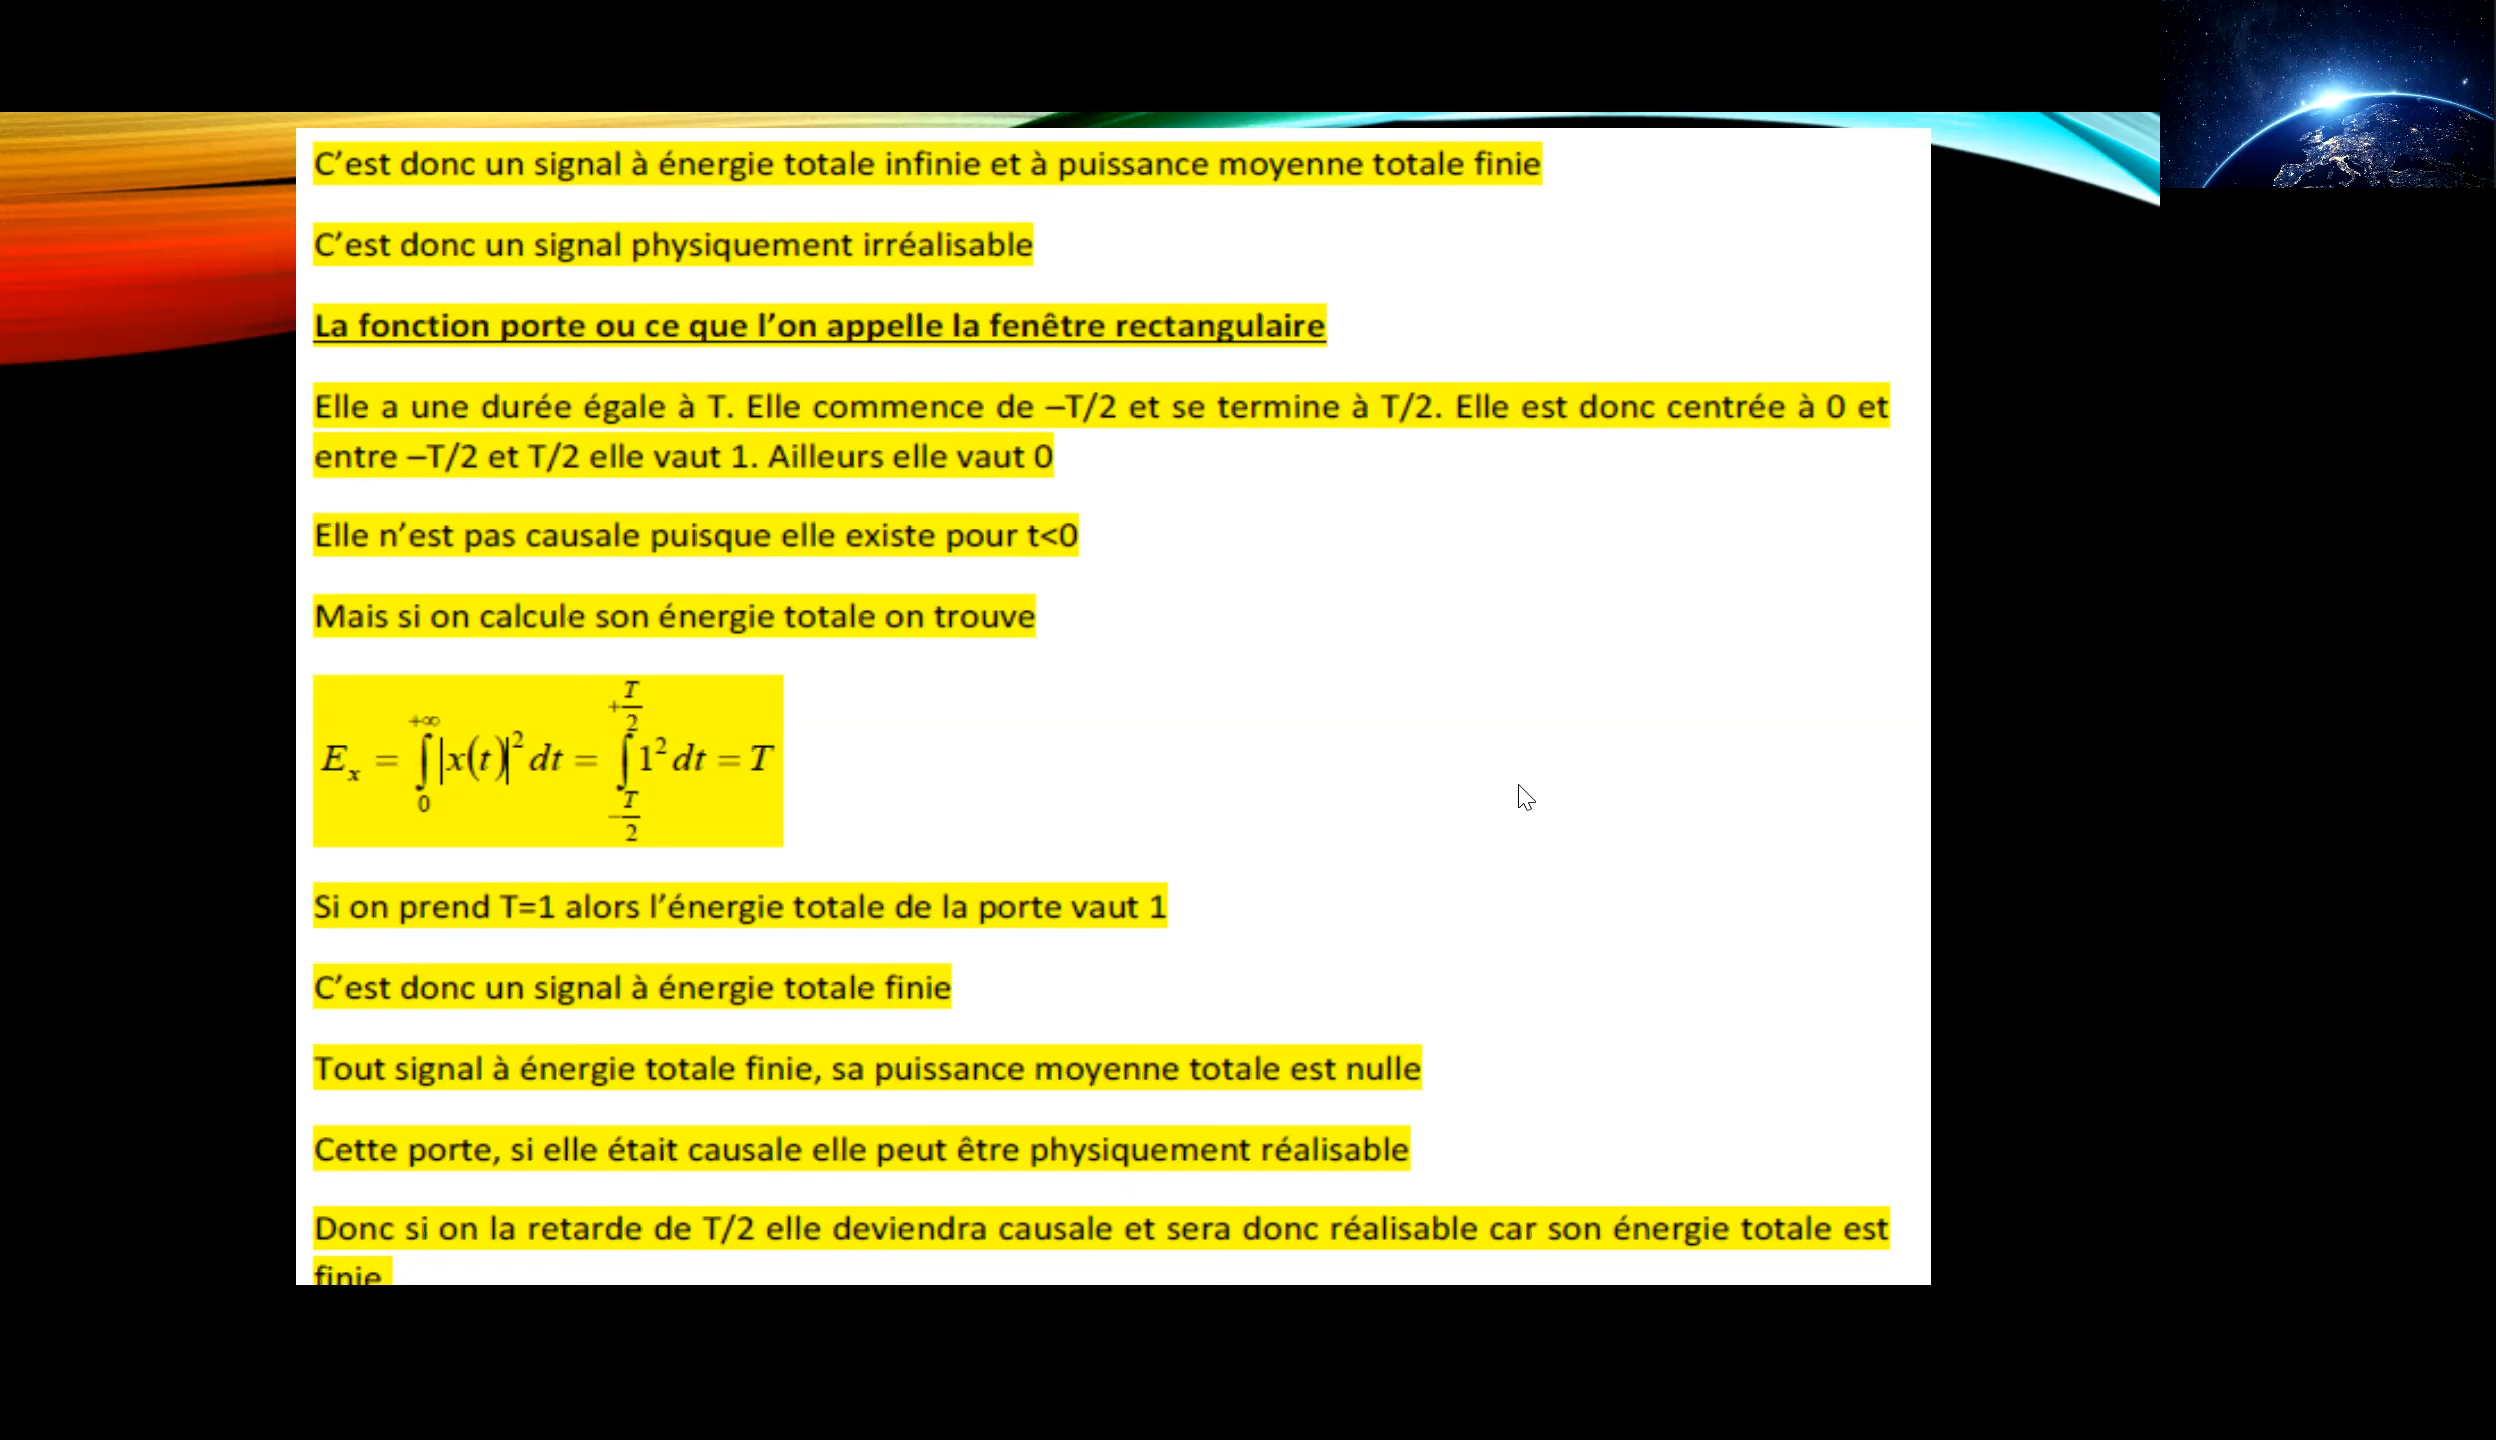 C’est donc un signal à énergie totale infinie et à puissance moyenne totale finie
C’est donc un signal physiquement irréalisable
La fonction porte ou ce que l’on appelle la fenêtre rectangulaire
Elle a une durée égale à T. Elle commence de –T/2 et se termine à T/2. Elle est donc centrée à 0 et
entre –T/2 et T/2 elle vaut 1. Ailleurs elle vaut 0
Elle n’est pas causale puisque elle existe pour t<0
Mais si on calcule son énergie totale on trouve
E_x = ∫_0^{+∞} |x(t)|^2 dt = ∫_{-T/2}^{+T/2} 1^2 dt = T
Si on prend T=1 alors l’énergie totale de la porte vaut 1
C’est donc un signal à énergie totale finie
Tout signal à énergie totale finie, sa puissance moyenne totale est nulle
Cette porte, si elle était causale elle peut être physiquement réalisable
Donc si on la retarde de T/2 elle deviendra causale et sera donc réalisable car son énergie totale est
finie